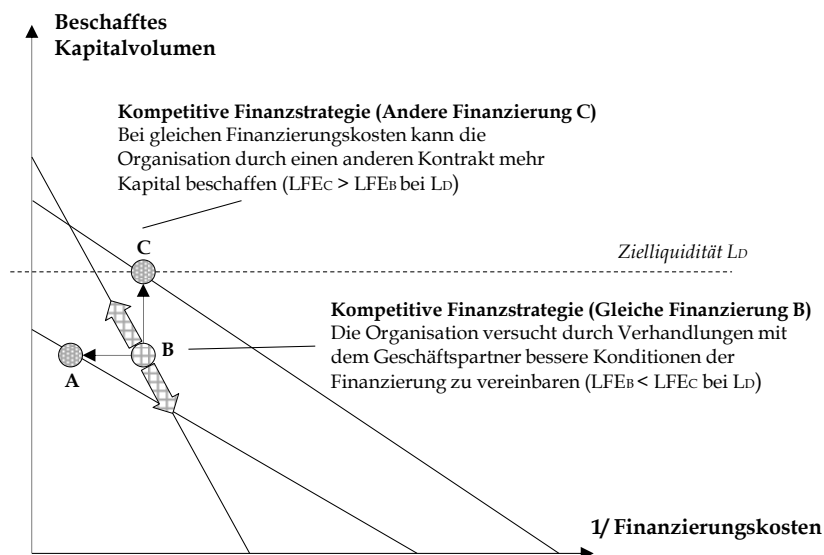 Beschafftes
Kapitalvolumen
Kompetitive Finanzstrategie (Andere Finanzierung C)
Bei gleichen Finanzierungskosten kann die
Organisation durch einen anderen Kontrakt mehr
Kapital beschaffen (LFEC > LFEB bei LD)
C
Zielliquidität LD
Kompetitive Finanzstrategie (Gleiche Finanzierung B)
Die Organisation versucht durch Verhandlungen mit
dem Geschäftspartner bessere Konditionen der
Finanzierung zu vereinbaren (LFEB < LFEC bei LD)
B
A
1/ Finanzierungskosten